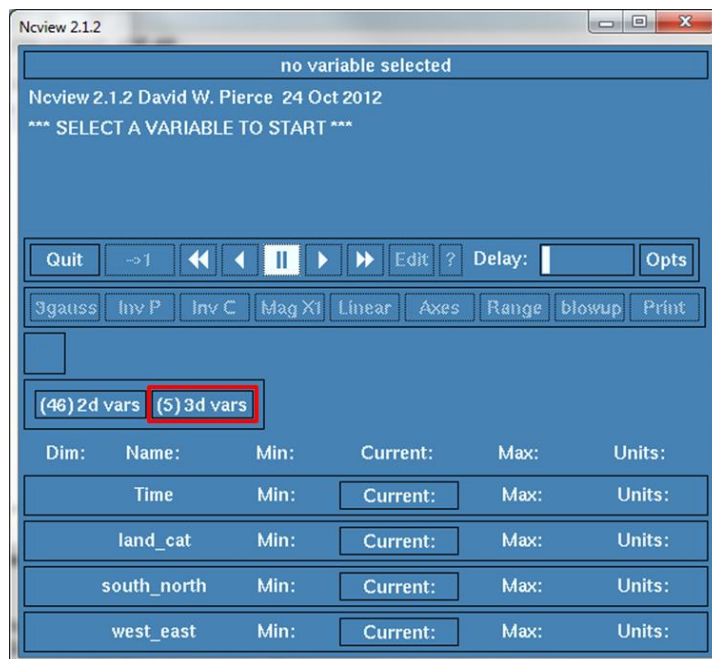 Ncview 2.1.2
no variable selected
Ncview 2.1.2 David W. Pierce 24 Oct 2012
*** SELECT A VARIABLE TO START ***
Quit ->1 Edit ? Delay: Opts
3gauss Inv P Inv C Mag X1 Linear Axes Range blowup Print
(46) 2d vars (5) 3d vars
Dim: Name: Min: Current: Max: Units:
Time Min: Current: Max: Units:
land_cat Min: Current: Max: Units:
south_north Min: Current: Max: Units:
west_east Min: Current: Max: Units: